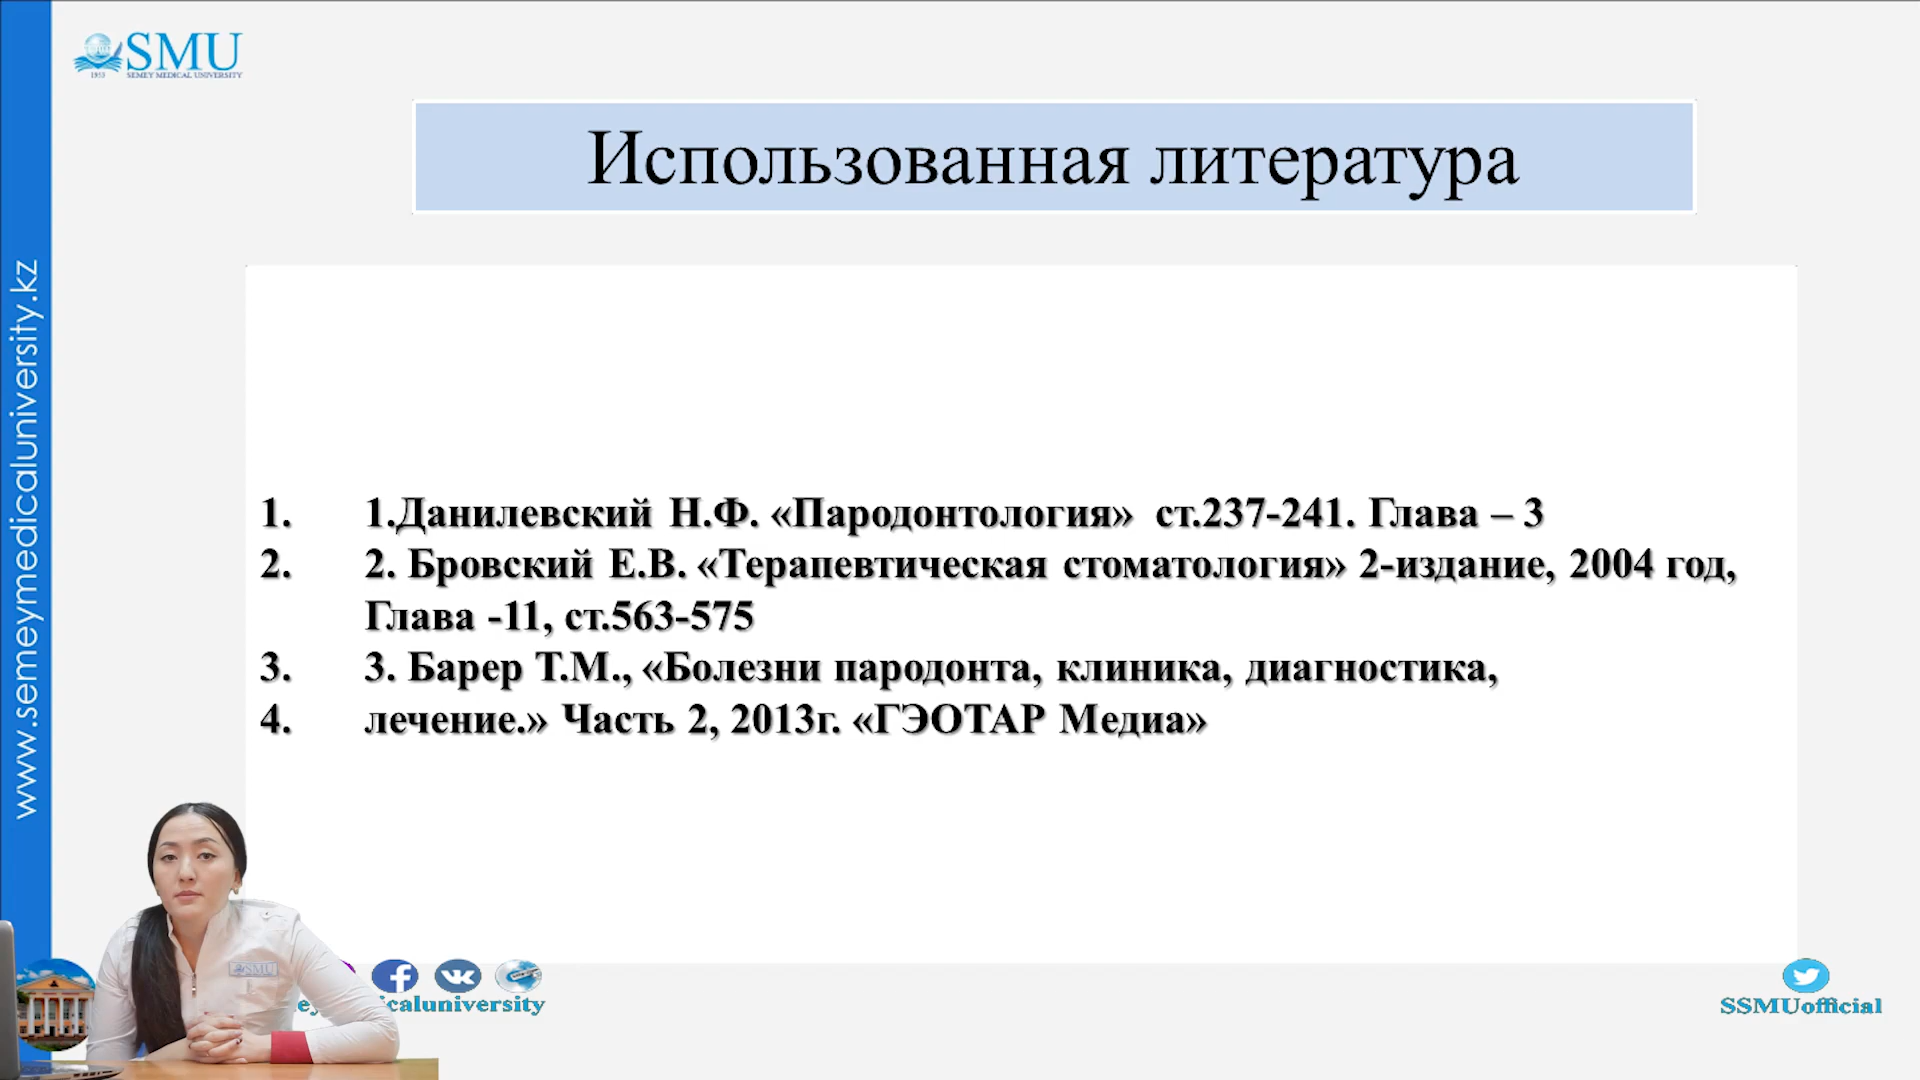 SMU
1953 SEMEY MEDICAL UNIVERSITY
Использованная литература
www.semeymedicaluniversity.kz
1. 1.Данилевский Н.Ф. «Пародонтология» ст.237-241. Глава – 3
2. 2. Бровский Е.В. «Терапевтическая стоматология» 2-издание, 2004 год,
Глава -11, ст.563-575
3. 3. Барер Т.М., «Болезни пародонта, клиника, диагностика,
4. лечение.» Часть 2, 2013г. «ГЭОТАР Медиа»
SMU
SSMUofficial